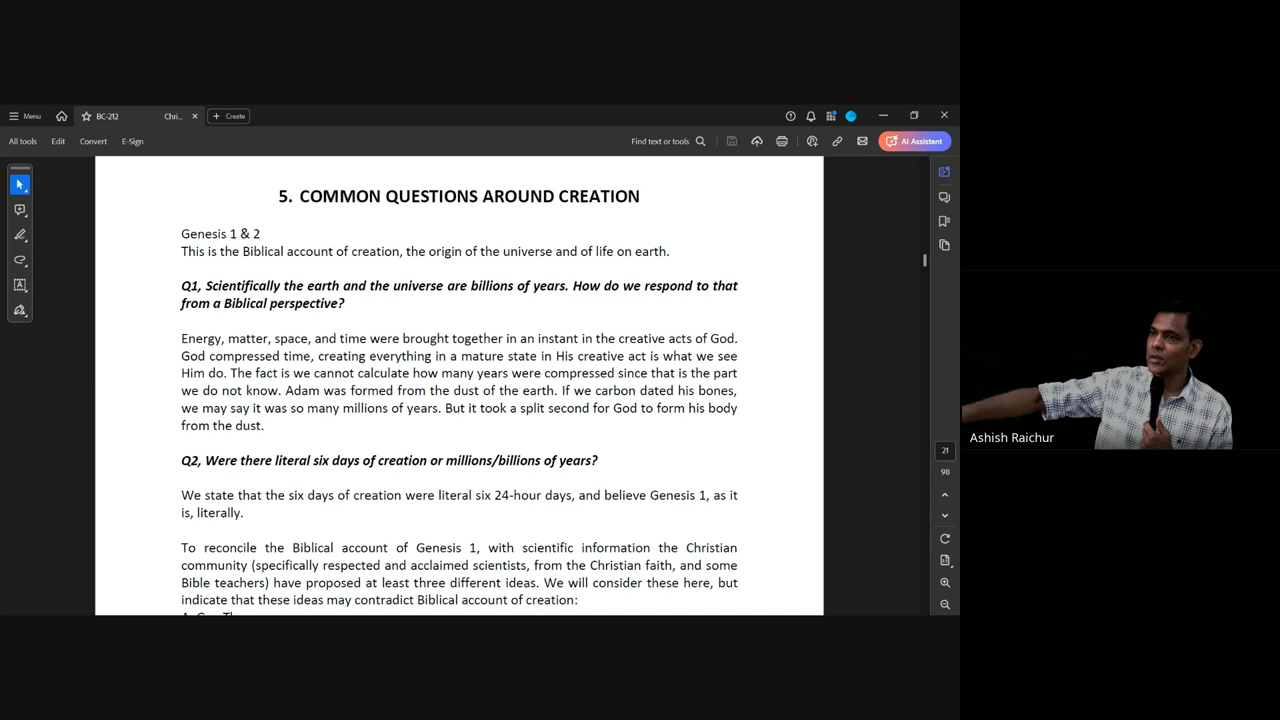 Menu
BC-212 Chri...
Create
All tools
Edit
Convert
E-Sign
Find text or tools
AI Assistant
5. COMMON QUESTIONS AROUND CREATION
Genesis 1 & 2
This is the Biblical account of creation, the origin of the universe and of life on earth.
Q1, Scientifically the earth and the universe are billions of years. How do we respond to that
from a Biblical perspective?
Energy, matter, space, and time were brought together in an instant in the creative acts of God.
God compressed time, creating everything in a mature state in His creative act is what we see
Him do. The fact is we cannot calculate how many years were compressed since that is the part
we do not know. Adam was formed from the dust of the earth. If we carbon dated his bones,
we may say it was so many millions of years. But it took a split second for God to form his body
from the dust.
Q2, Were there literal six days of creation or millions/billions of years?
We state that the six days of creation were literal six 24-hour days, and believe Genesis 1, as it
is, literally.
To reconcile the Biblical account of Genesis 1, with scientific information the Christian
community (specifically respected and acclaimed scientists, from the Christian faith, and some
Bible teachers) have proposed at least three different ideas. We will consider these here, but
indicate that these ideas may contradict Biblical account of creation:
21
98
Ashish Raichur